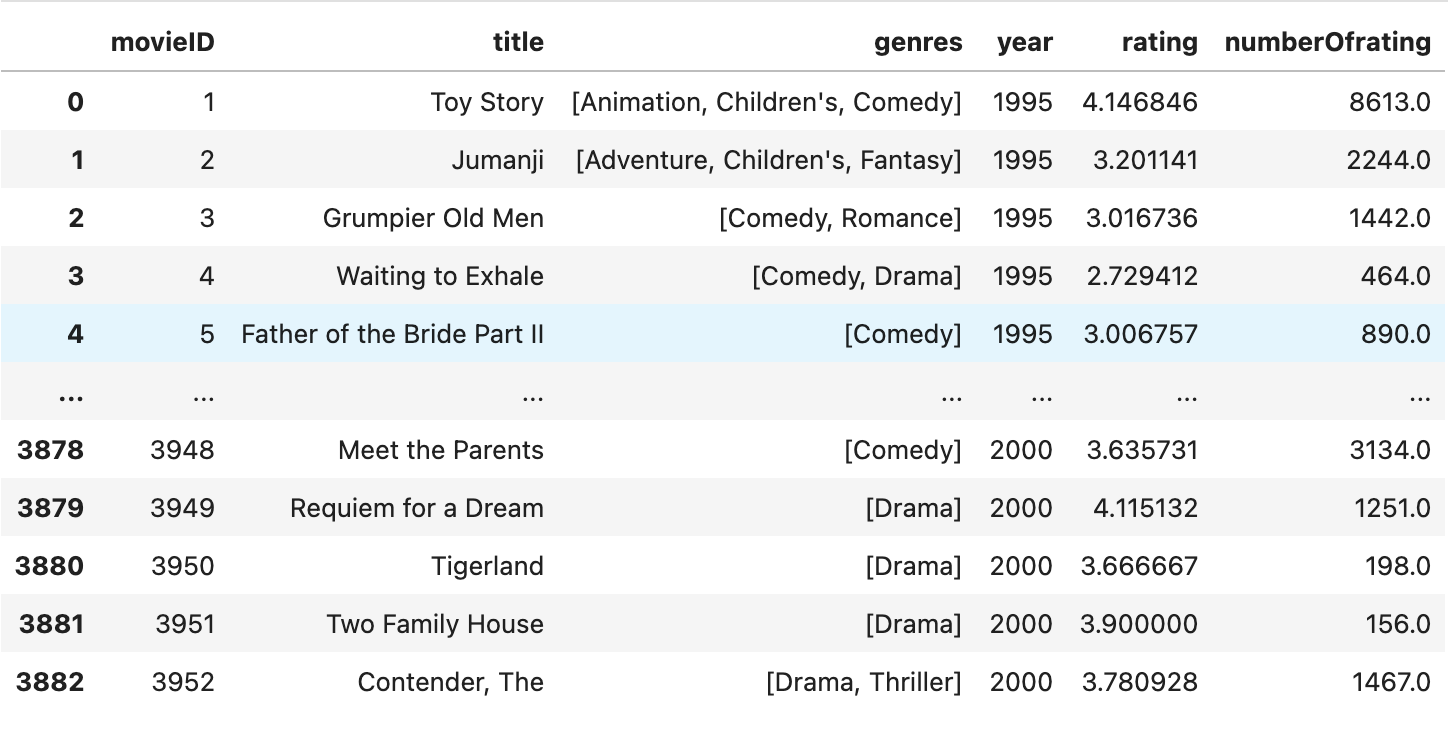 movieID title genres year rating numberOfrating
0 1 Toy Story [Animation, Children's, Comedy] 1995 4.146846 8613.0
1 2 Jumanji [Adventure, Children's, Fantasy] 1995 3.201141 2244.0
2 3 Grumpier Old Men [Comedy, Romance] 1995 3.016736 1442.0
3 4 Waiting to Exhale [Comedy, Drama] 1995 2.729412 464.0
4 5 Father of the Bride Part II [Comedy] 1995 3.006757 890.0
... ... ... ... ... ... ...
3878 3948 Meet the Parents [Comedy] 2000 3.635731 3134.0
3879 3949 Requiem for a Dream [Drama] 2000 4.115132 1251.0
3880 3950 Tigerland [Drama] 2000 3.666667 198.0
3881 3951 Two Family House [Drama] 2000 3.900000 156.0
3882 3952 Contender, The [Drama, Thriller] 2000 3.780928 1467.0